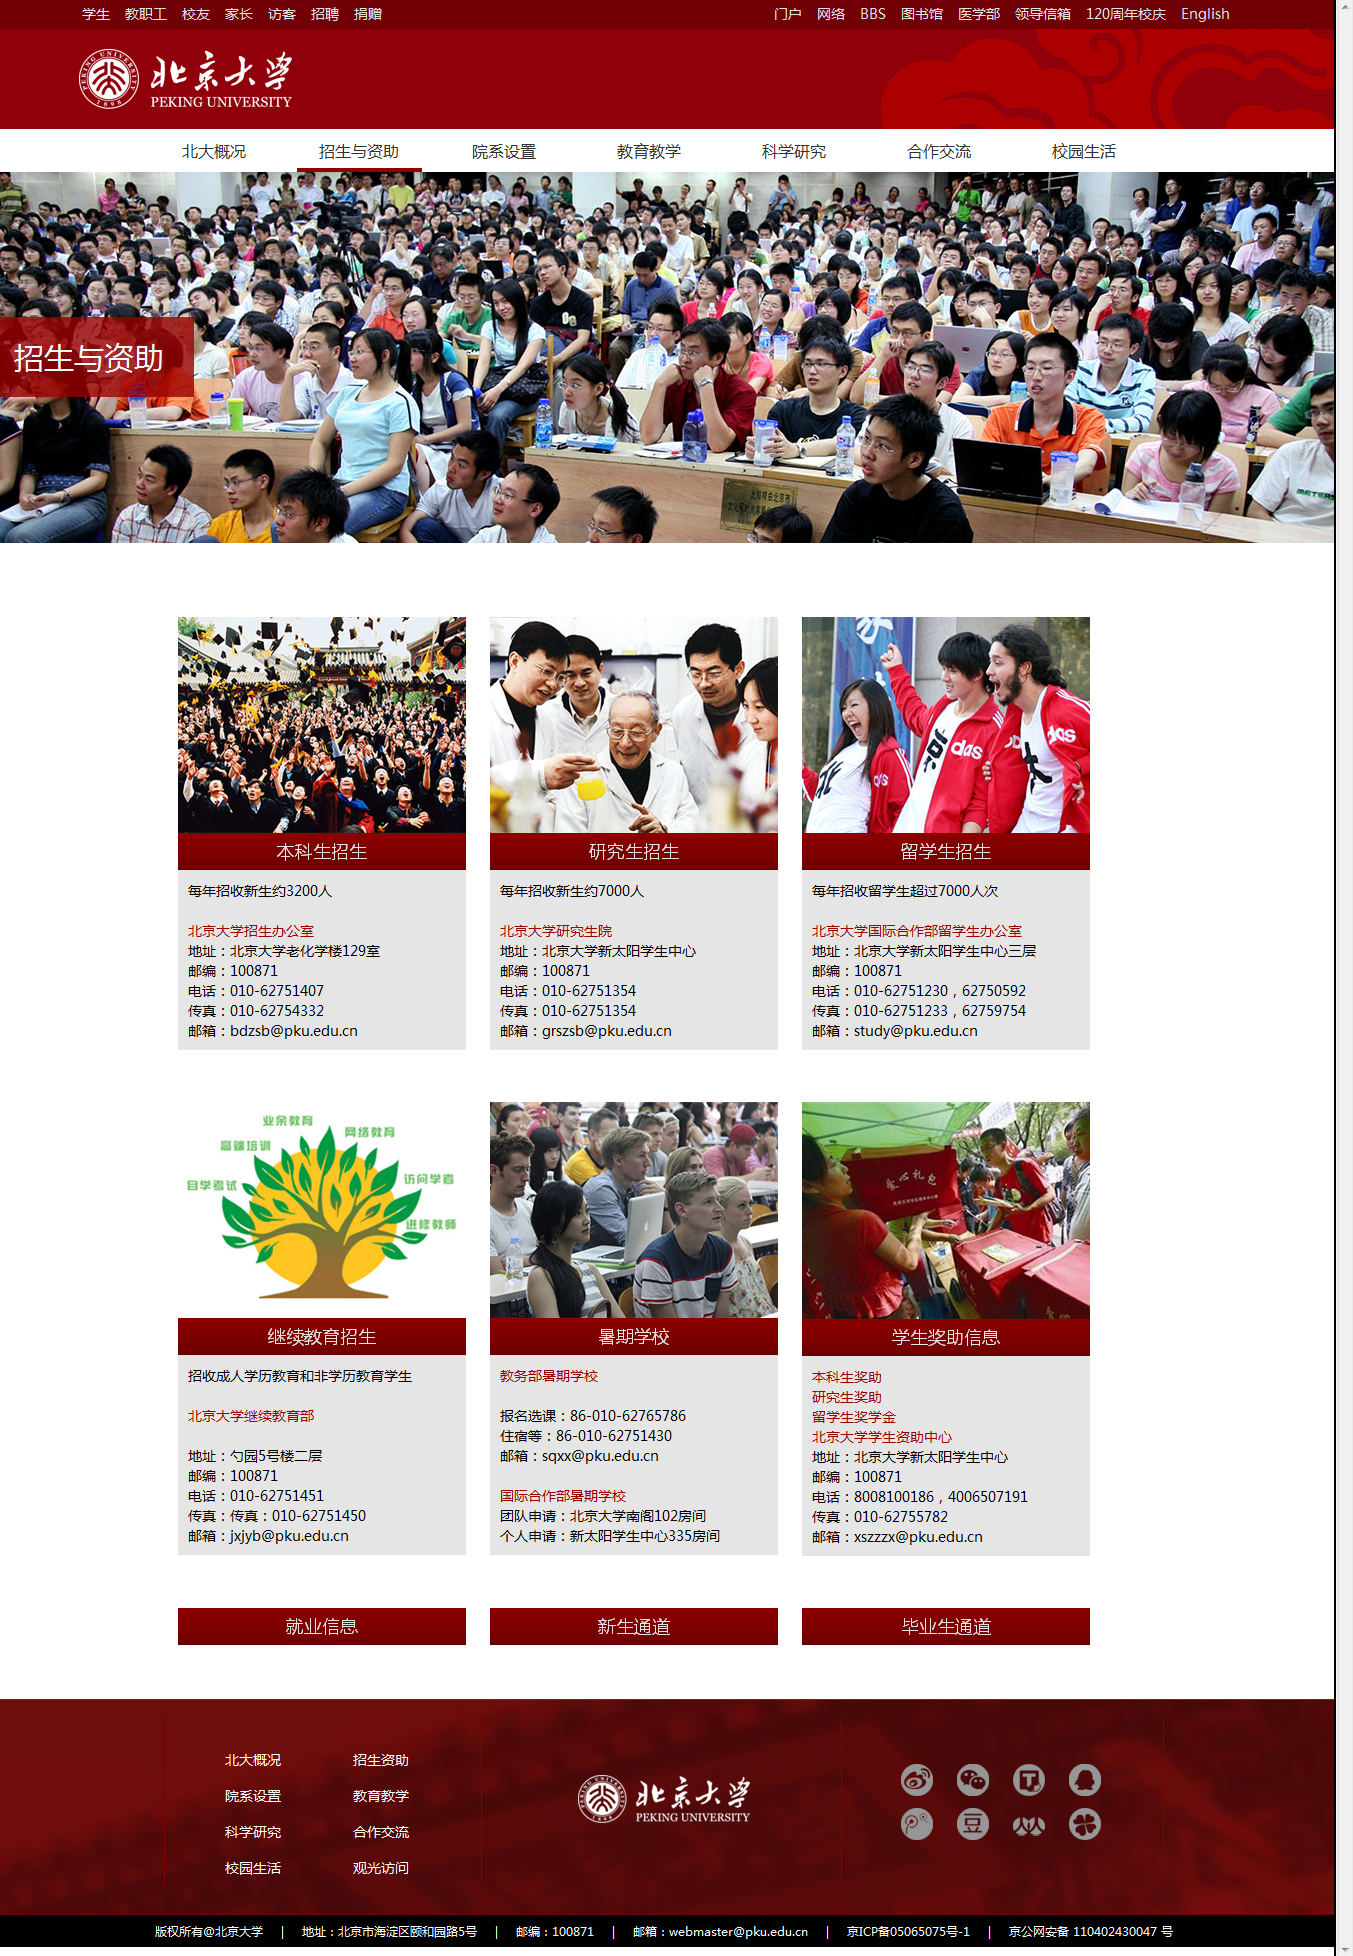 学生 教职工 校友 家长 访客 招聘 捐赠 门户 网络 BBS 图书馆 医学部 领导信箱 120周年校庆 English
北京大学
PEKING UNIVERSITY
北大概况 招生与资助 院系设置 教育教学 科学研究 合作交流 校园生活
招生与资助
本科生招生
每年招收新生约3200人
北京大学招生办公室
地址：北京大学老化学楼129室
邮编：100871
电话：010-62751407
传真：010-62754332
邮箱：bdzsb@pku.edu.cn
研究生招生
每年招收新生约7000人
北京大学研究生院
地址：北京大学新太阳学生中心
邮编：100871
电话：010-62751354
传真：010-62751354
邮箱：grszsb@pku.edu.cn
留学生招生
每年招收留学生超过7000人次
北京大学国际合作部留学生办公室
地址：北京大学新太阳学生中心三层
邮编：100871
电话：010-62751230，62750592
传真：010-62751233，62759754
邮箱：study@pku.edu.cn
业余教育
高端培训 网络教育
自学考试 访问学者
进修教师
继续教育招生
招收成人学历教育和非学历教育学生
北京大学继续教育部
地址：勺园5号楼二层
邮编：100871
电话：010-62751451
传真：传真：010-62751450
邮箱：jxjyb@pku.edu.cn
暑期学校
教务部暑期学校
报名选课：86-010-62765786
住宿等：86-010-62751430
邮箱：sqxx@pku.edu.cn
国际合作部暑期学校
团队申请：北京大学南阁102房间
个人申请：新太阳学生中心335房间
爱心礼包
学生奖助信息
本科生奖助
研究生奖助
留学生奖学金
北京大学学生资助中心
地址：北京大学新太阳学生中心
邮编：100871
电话：8008100186，4006507191
传真：010-62755782
邮箱：xszzzx@pku.edu.cn
就业信息 新生通道 毕业生通道
北大概况 招生资助
院系设置 教育教学
科学研究 合作交流
校园生活 观光访问
北京大学
PEKING UNIVERSITY
版权所有@北京大学 | 地址：北京市海淀区颐和园路5号 | 邮编：100871 | 邮箱：webmaster@pku.edu.cn | 京ICP备05065075号-1 | 京公网安备 110402430047 号